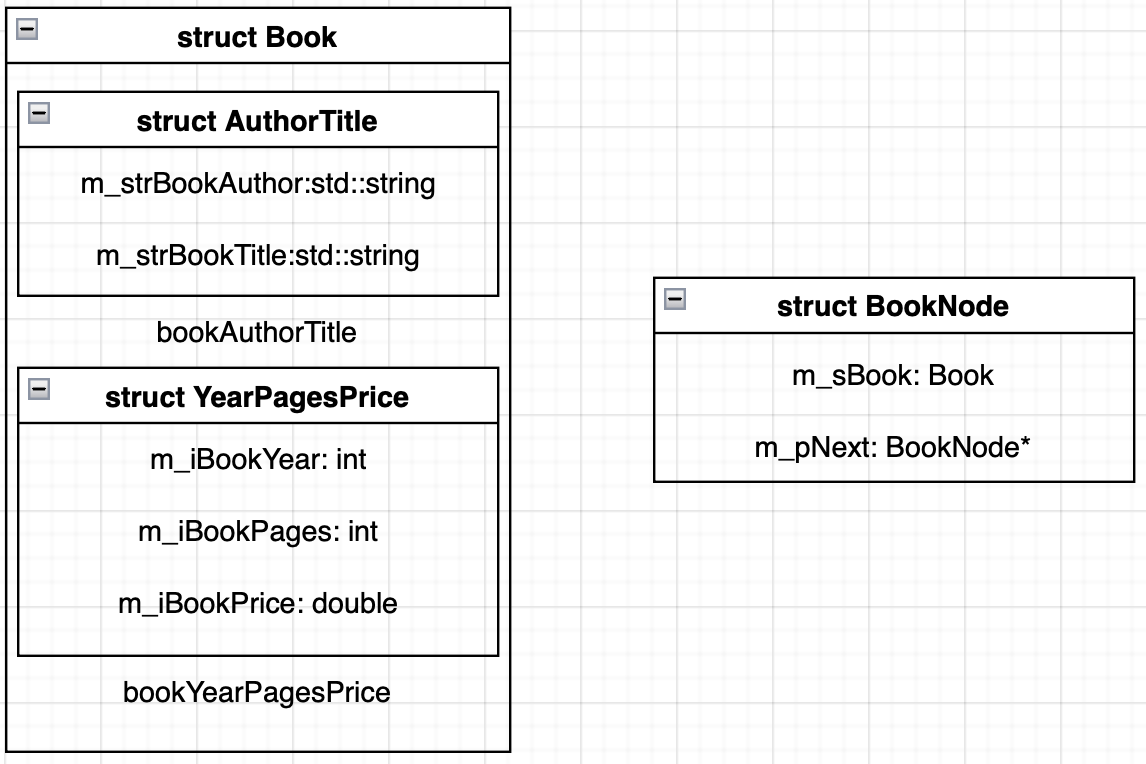 struct Book
struct AuthorTitle
m_strBookAuthor:std::string
m_strBookTitle:std::string
bookAuthorTitle
struct YearPagesPrice
m_iBookYear: int
m_iBookPages: int
m_iBookPrice: double
bookYearPagesPrice
struct BookNode
m_sBook: Book
m_pNext: BookNode*